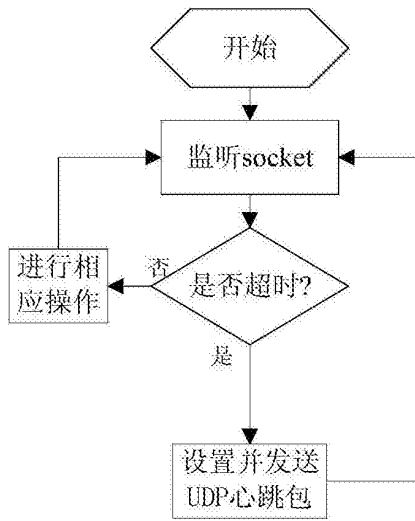 开始
监听socket
否
是否超时?
进行相
应操作
是
设置并发送
UDP心跳包